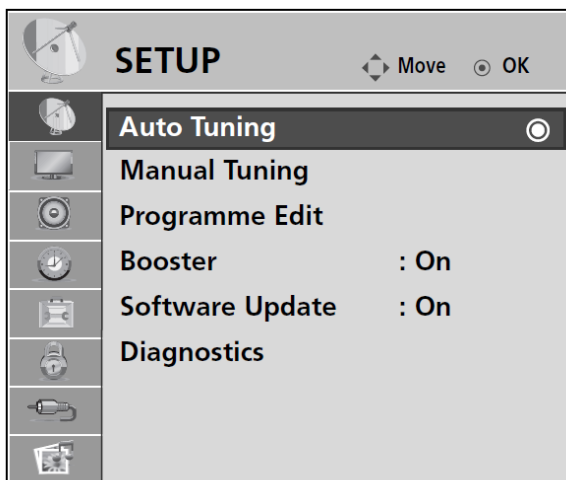 SETUP Move OK
Auto Tuning
Manual Tuning
Programme Edit
Booster : On
Software Update : On
Diagnostics